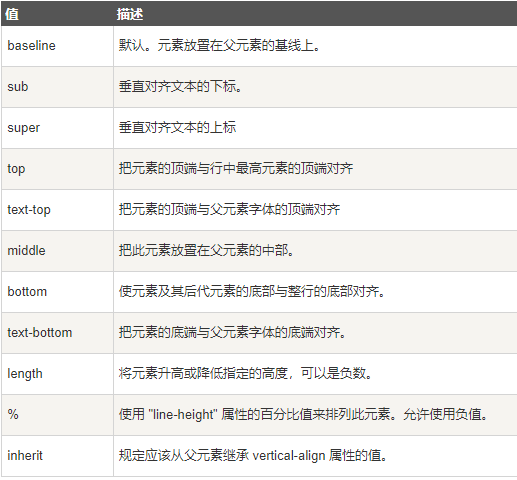 值 描述
baseline 默认。元素放置在父元素的基线上。
sub 垂直对齐文本的下标。
super 垂直对齐文本的上标
top 把元素的顶端与行中最高元素的顶端对齐
text-top 把元素的顶端与父元素字体的顶端对齐
middle 把此元素放置在父元素的中部。
bottom 使元素及其后代元素的底部与整行的底部对齐。
text-bottom 把元素的底端与父元素字体的底端对齐。
length 将元素升高或降低指定的高度，可以是负数。
% 使用 "line-height" 属性的百分比值来排列此元素。允许使用负值。
inherit 规定应该从父元素继承 vertical-align 属性的值。